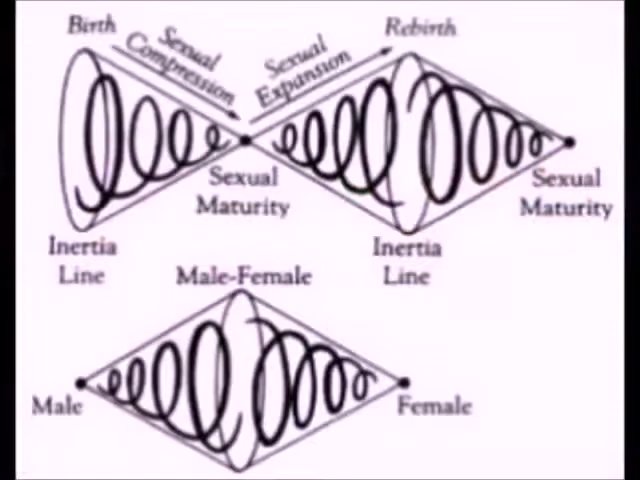 Birth
Sexual
Compression
Sexual
Expansion
Rebirth
Sexual
Maturity
Sexual
Maturity
Inertia
Line
Inertia
Line
Male-Female
Male
Female